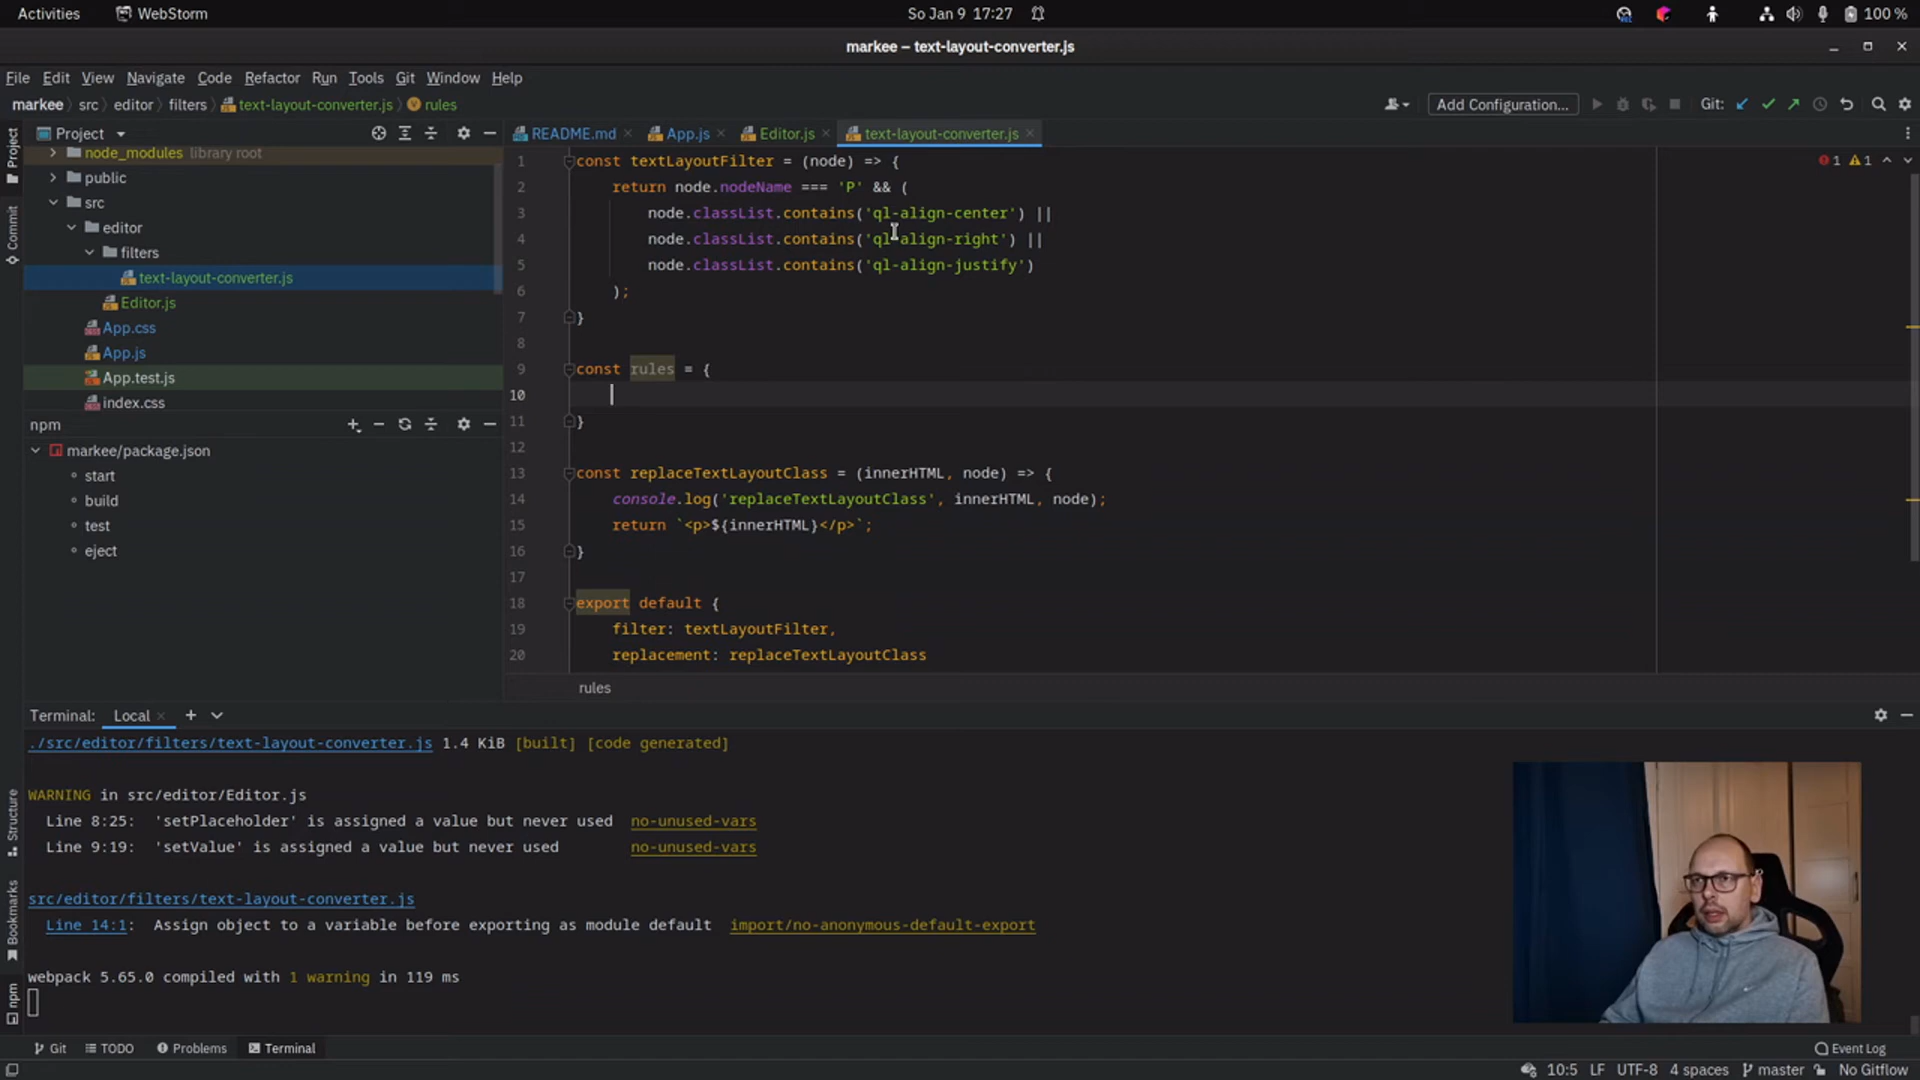 Activities WebStorm So Jan 9 17:27 100 %
markee – text-layout-converter.js
File Edit View Navigate Code Refactor Run Tools Git Window Help
markee src editor filters text-layout-converter.js rules Add Configuration... Git:
Project
README.md App.js Editor.js text-layout-converter.js
node_modules library root
public
src
editor
filters
text-layout-converter.js
Editor.js
App.css
App.js
App.test.js
index.css
1 const textLayoutFilter = (node) => {
2 return node.nodeName === 'P' && (
3 node.classList.contains('ql-align-center') ||
4 node.classList.contains('ql-align-right') ||
5 node.classList.contains('ql-align-justify')
6 );
7 }
8
9 const rules = {
10
11 }
12
13 const replaceTextLayoutClass = (innerHTML, node) => {
14 console.log('replaceTextLayoutClass', innerHTML, node);
15 return `<p>${innerHTML}</p>`;
16 }
17
18 export default {
19 filter: textLayoutFilter,
20 replacement: replaceTextLayoutClass
1 1
rules
npm
markee/package.json
start
build
test
eject
Project
Commit
Structure
Bookmarks
npm
Terminal: Local
./src/editor/filters/text-layout-converter.js 1.4 KiB [built] [code generated]
WARNING in src/editor/Editor.js
Line 8:25: 'setPlaceholder' is assigned a value but never used no-unused-vars
Line 9:19: 'setValue' is assigned a value but never used no-unused-vars
src/editor/filters/text-layout-converter.js
Line 14:1: Assign object to a variable before exporting as module default import/no-anonymous-default-export
webpack 5.65.0 compiled with 1 warning in 119 ms
Git TODO Problems Terminal Event Log
10:5 LF UTF-8 4 spaces master No Gitflow